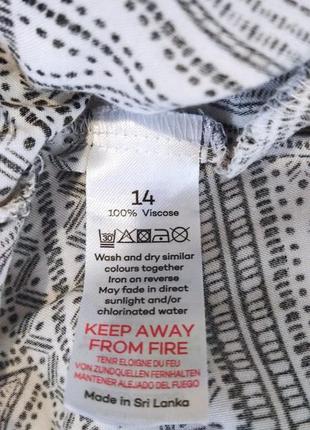 14
100% Viscose
30
Wash and dry similar
colours together
Iron on reverse
May fade in direct
sunlight and/or
chlorinated water
KEEP AWAY
FROM FIRE
TENIR ELOIGNE DU FEU
VON ZUNDQUELLEN FERNHALTEN
MANTENER ALEJADO DEL FUEGO
Made in Sri Lanka